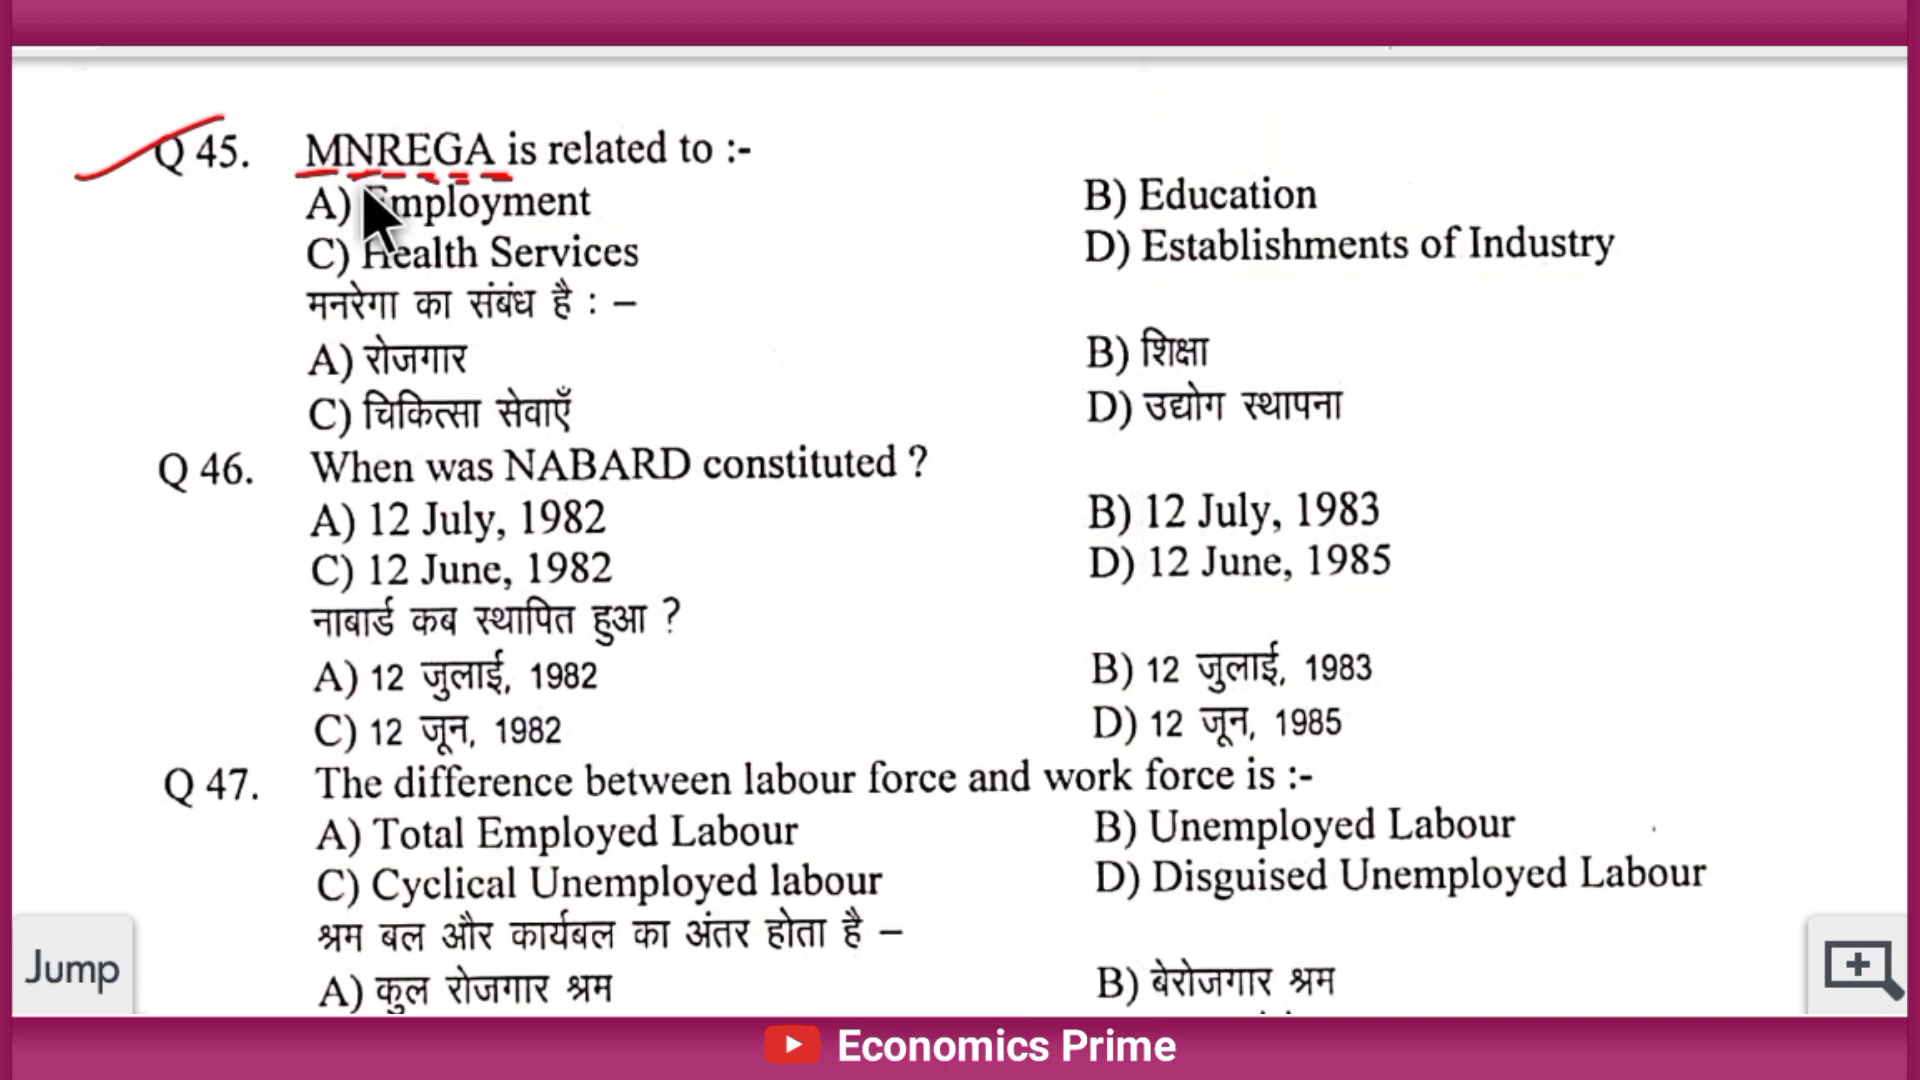 Q 45. MNREGA is related to :-
A) Employment B) Education
C) Health Services D) Establishments of Industry
मनरेगा का संबंध है : –
A) रोजगार B) शिक्षा
C) चिकित्सा सेवाएँ D) उद्योग स्थापना
Q 46. When was NABARD constituted ?
A) 12 July, 1982 B) 12 July, 1983
C) 12 June, 1982 D) 12 June, 1985
नाबार्ड कब स्थापित हुआ ?
A) 12 जुलाई, 1982 B) 12 जुलाई, 1983
C) 12 जून, 1982 D) 12 जून, 1985
Q 47. The difference between labour force and work force is :-
A) Total Employed Labour B) Unemployed Labour
C) Cyclical Unemployed labour D) Disguised Unemployed Labour
श्रम बल और कार्यबल का अंतर होता है –
A) कुल रोजगार श्रम B) बेरोजगार श्रम
Jump
Economics Prime